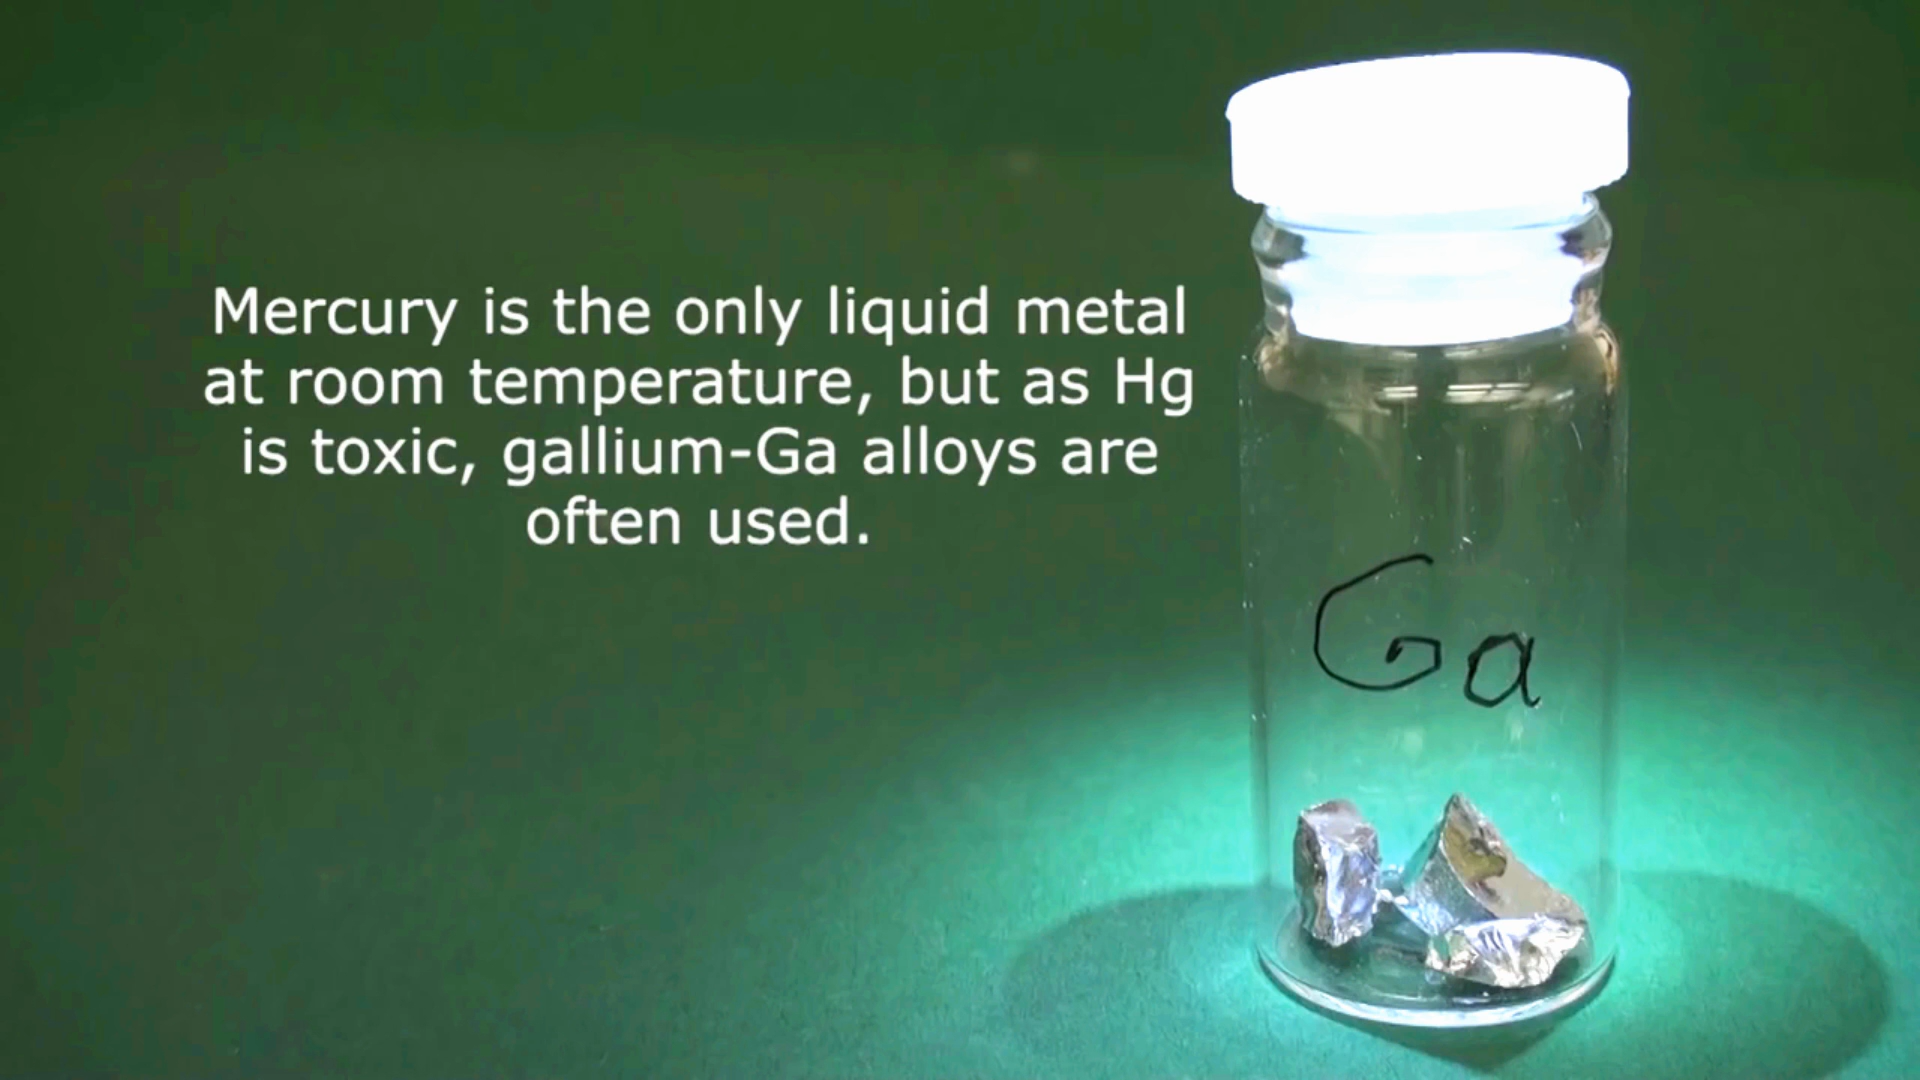 Mercury is the only liquid metal
at room temperature, but as Hg
is toxic, gallium-Ga alloys are
often used.
Ga